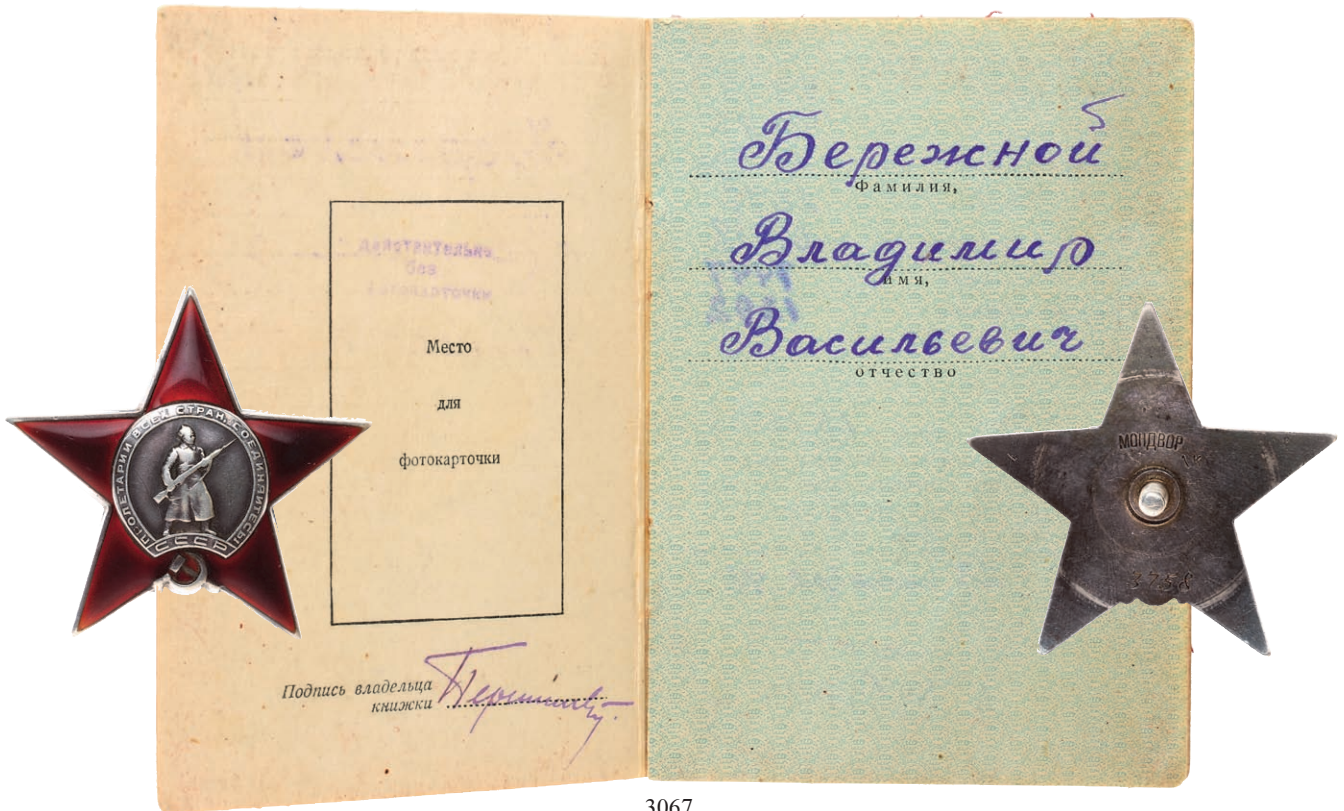 Действительно
без
Место
для
фотокарточки
Подпись владельца
книжки
Бережной
Фамилия,
Владимир
имя,
Васильевич
отчество
ПРОЛЕТАРИИ ВСЕХ СТРАН, СОЕДИНЯЙТЕСЬ!
СССР
МОНДВОР
3758
3067